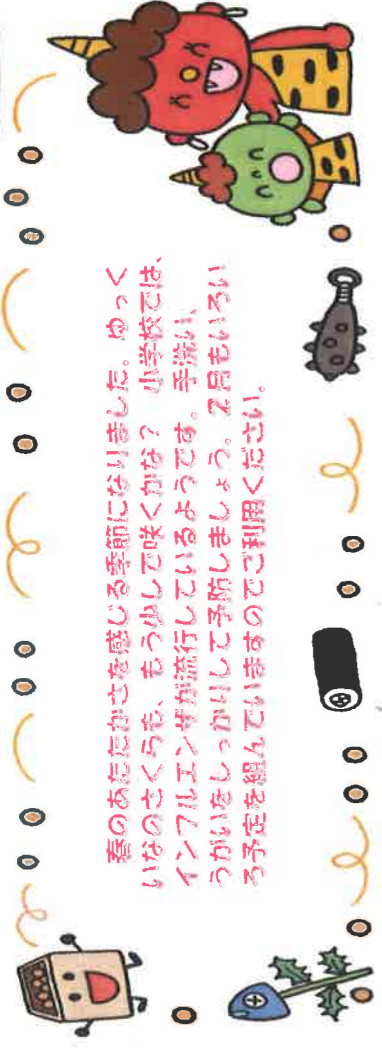 春のあたたかさを感じる季節になりました。ゆっく
いなのさくらも、もう少しで咲くかな？　小学校では、
インフルエンザが流行しているようです。手洗い、
うがいをしっかりして予防しましょう。2月もいろい
ろ予定を組んでいますのでご利用ください。